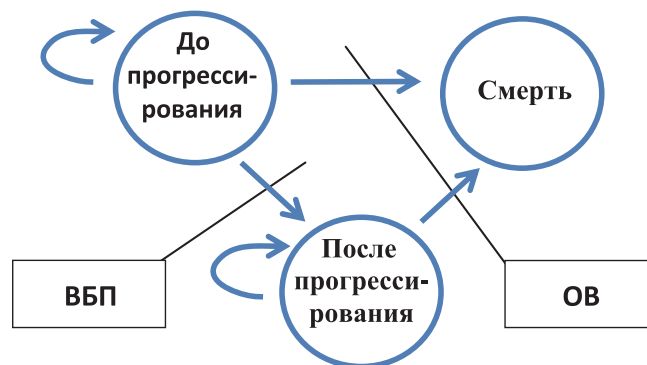 До
прогресси-
рования
Смерть
После
прогресси-
рования
ВБП
ОВ